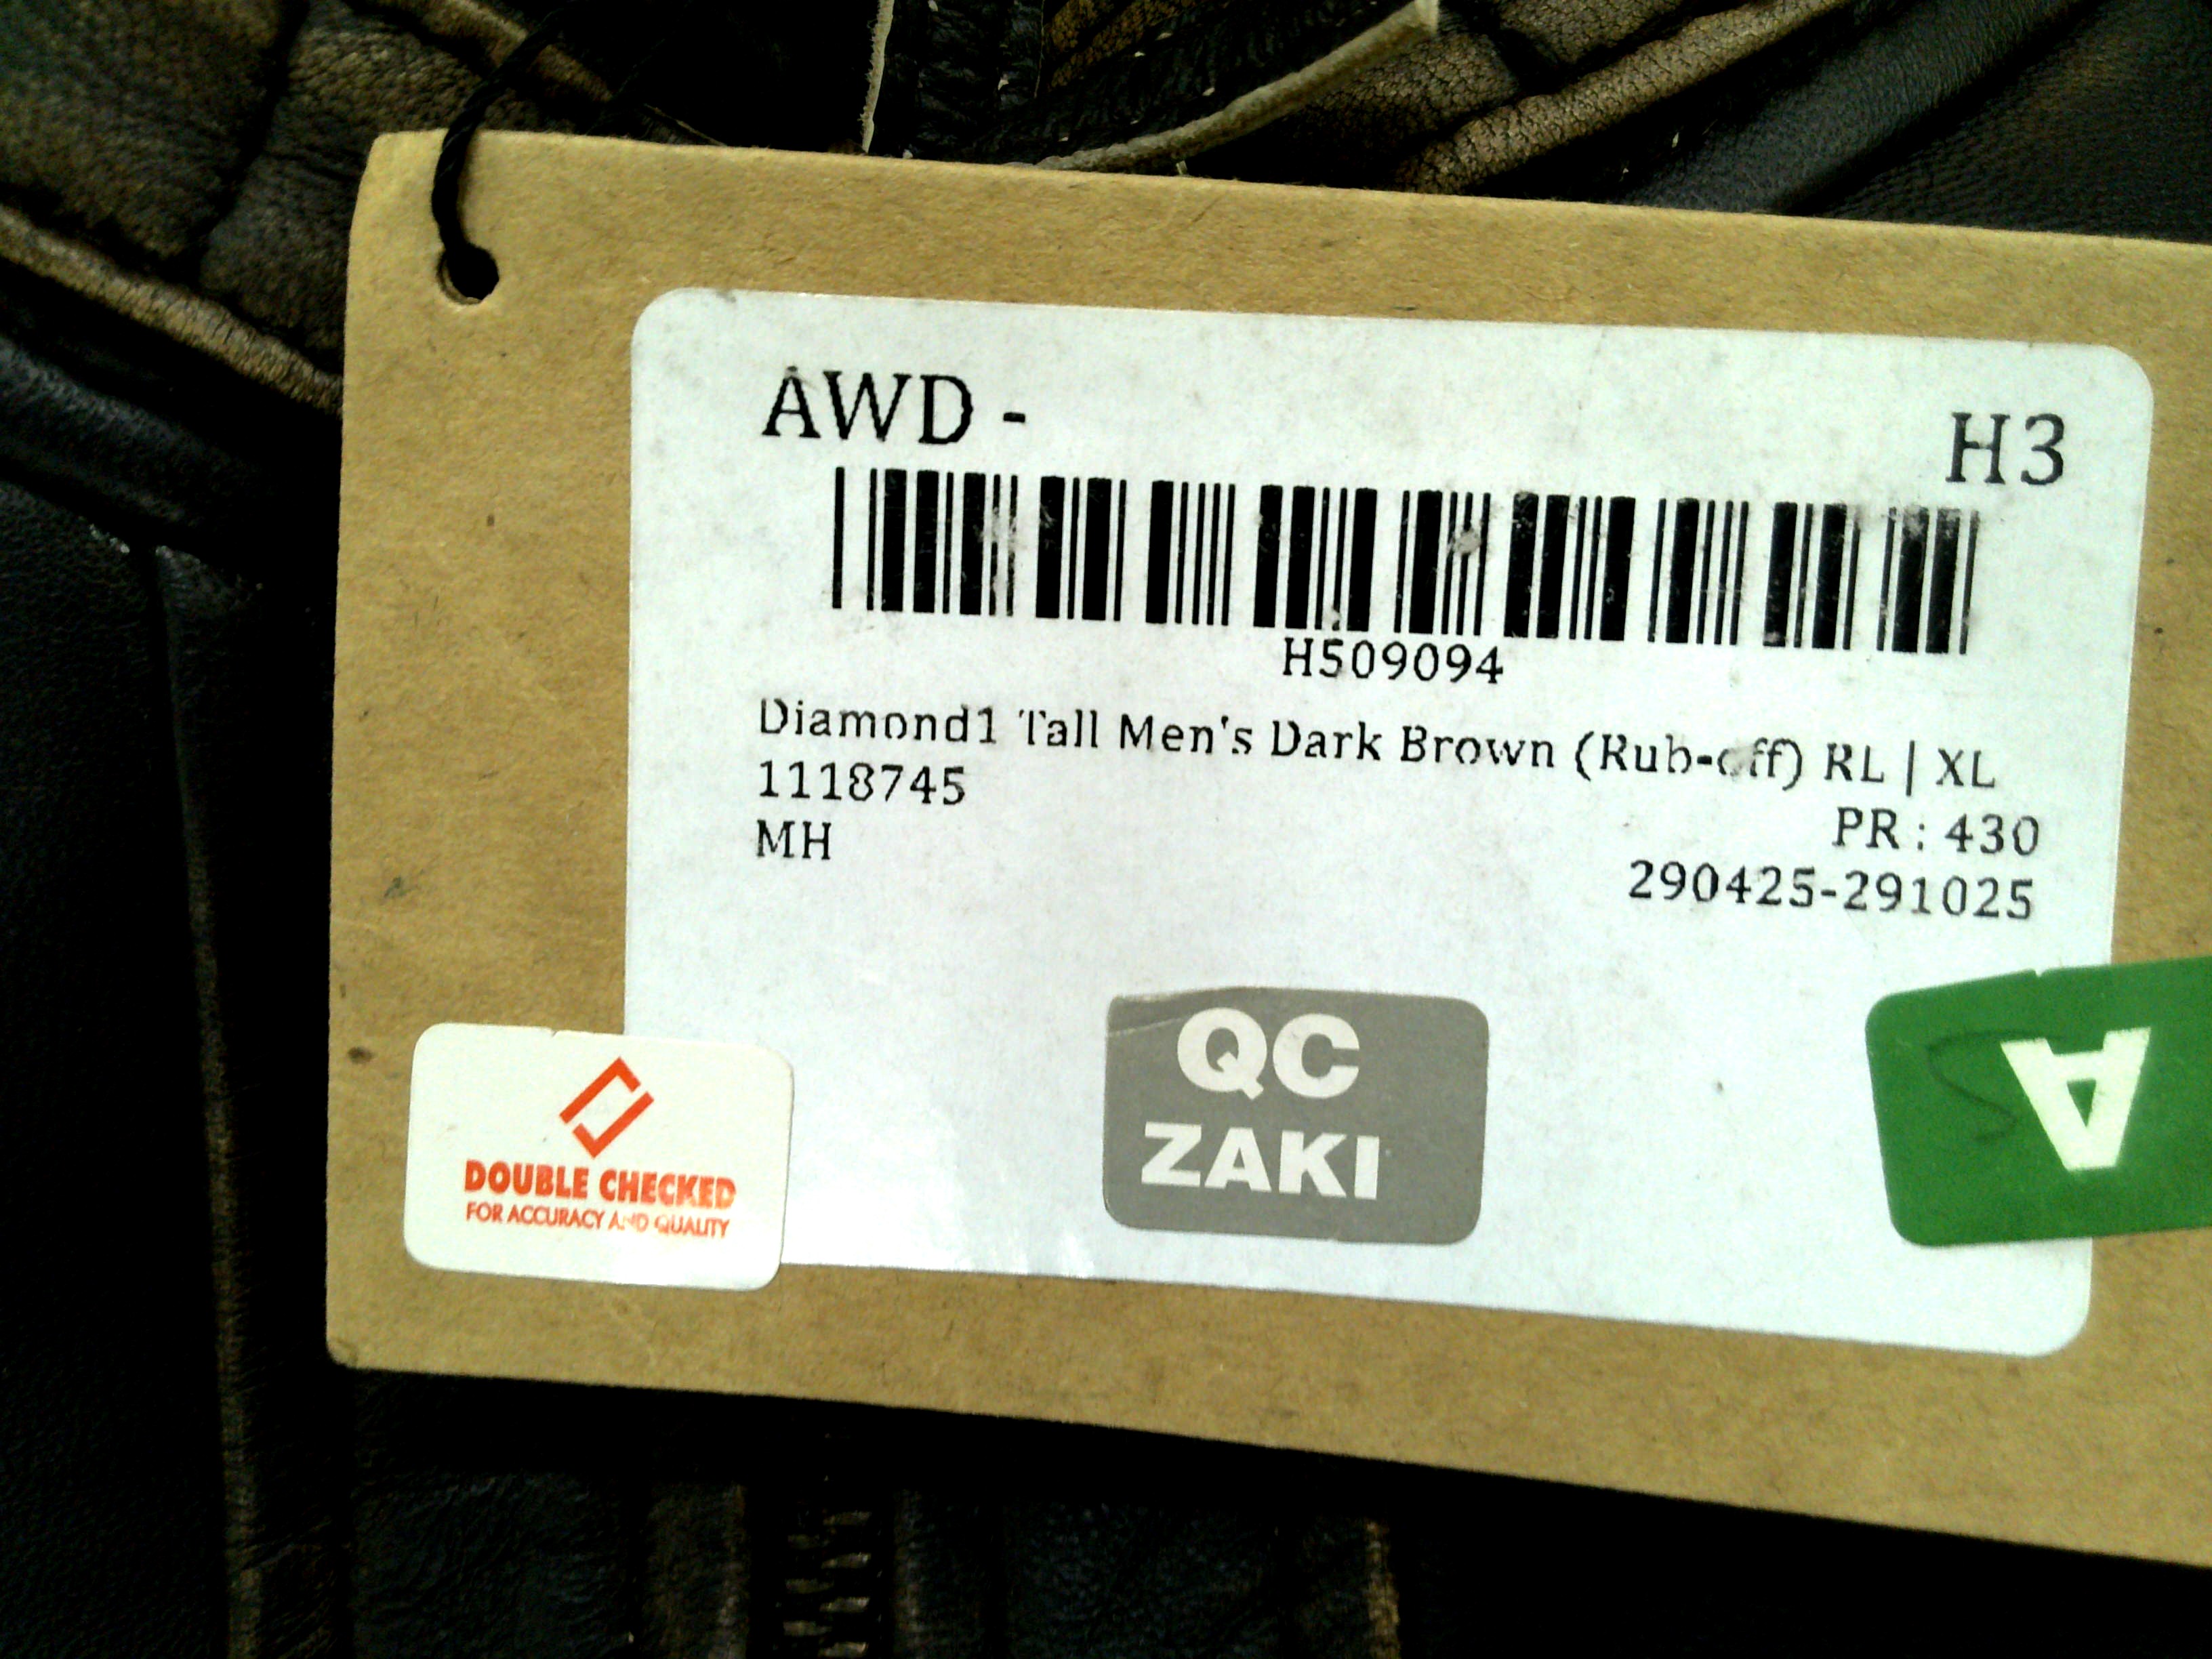 AWD - H3
H509094
Diamond1 Tall Men's Dark Brown (Rub-off) RL | XL
1118745
PR : 430
MH
290425-291025
DOUBLE CHECKED
FOR ACCURACY AND QUALITY
QC
ZAKI
A